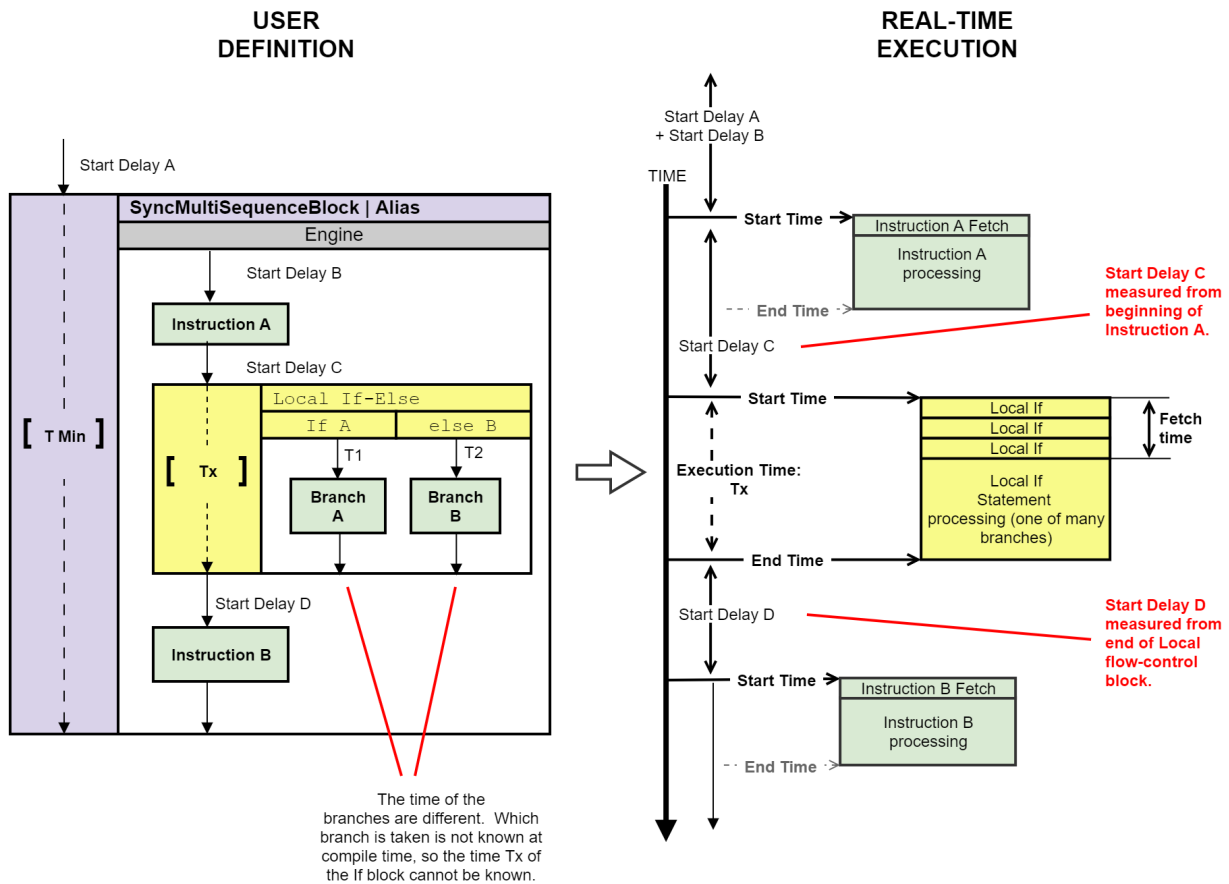 USER
DEFINITION
Start Delay A
SyncMultiSequenceBlock | Alias
Engine
Start Delay B
Instruction A
Start Delay C
Local If-Else
If A
else B
[ T Min ]
[ Tx ]
T1
T2
Branch
A
Branch
B
Start Delay D
Instruction B
The time of the
branches are different. Which
branch is taken is not known at
compile time, so the time Tx of
the If block cannot be known.
REAL-TIME
EXECUTION
Start Delay A
+ Start Delay B
TIME
Start Time
Instruction A Fetch
Instruction A
processing
End Time
Start Delay C
Start Delay C
measured from
beginning of
Instruction A.
Start Time
Local If
Local If
Local If
Fetch
time
Execution Time:
Tx
Local If
Statement
processing (one of many
branches)
End Time
Start Delay D
Start Delay D
measured from
end of Local
flow-control
block.
Start Time
Instruction B Fetch
Instruction B
processing
End Time